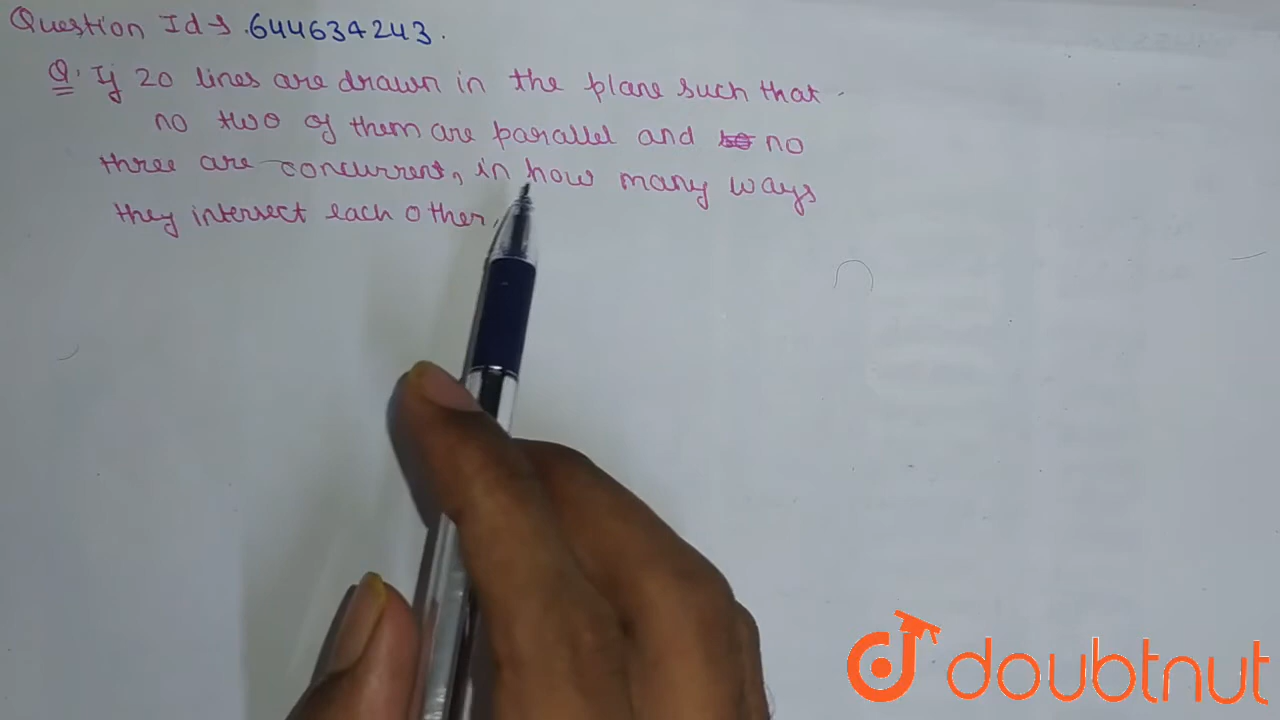 Question Id → 644634243.
Q. If 20 lines are drawn in the plane such that
no two of them are parallel and no
three are concurrent, in how many ways
they intersect each other.
doubtnut